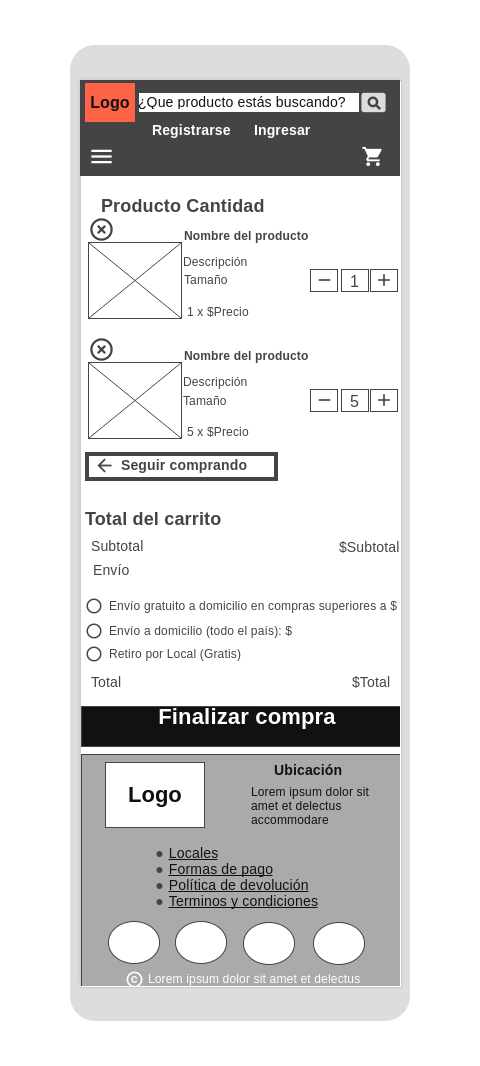 Logo
¿Que producto estás buscando?
Registrarse Ingresar
Producto Cantidad
Nombre del producto
Descripción
Tamaño
1
1 x $Precio
Nombre del producto
Descripción
Tamaño
5
5 x $Precio
Seguir comprando
Total del carrito
Subtotal $Subtotal
Envío
Envío gratuito a domicilio en compras superiores a $
Envío a domicilio (todo el país): $
Retiro por Local (Gratis)
Total $Total
Finalizar compra
Logo
Ubicación
Lorem ipsum dolor sit
amet et delectus
accommodare
Locales
Formas de pago
Política de devolución
Terminos y condiciones
© Lorem ipsum dolor sit amet et delectus